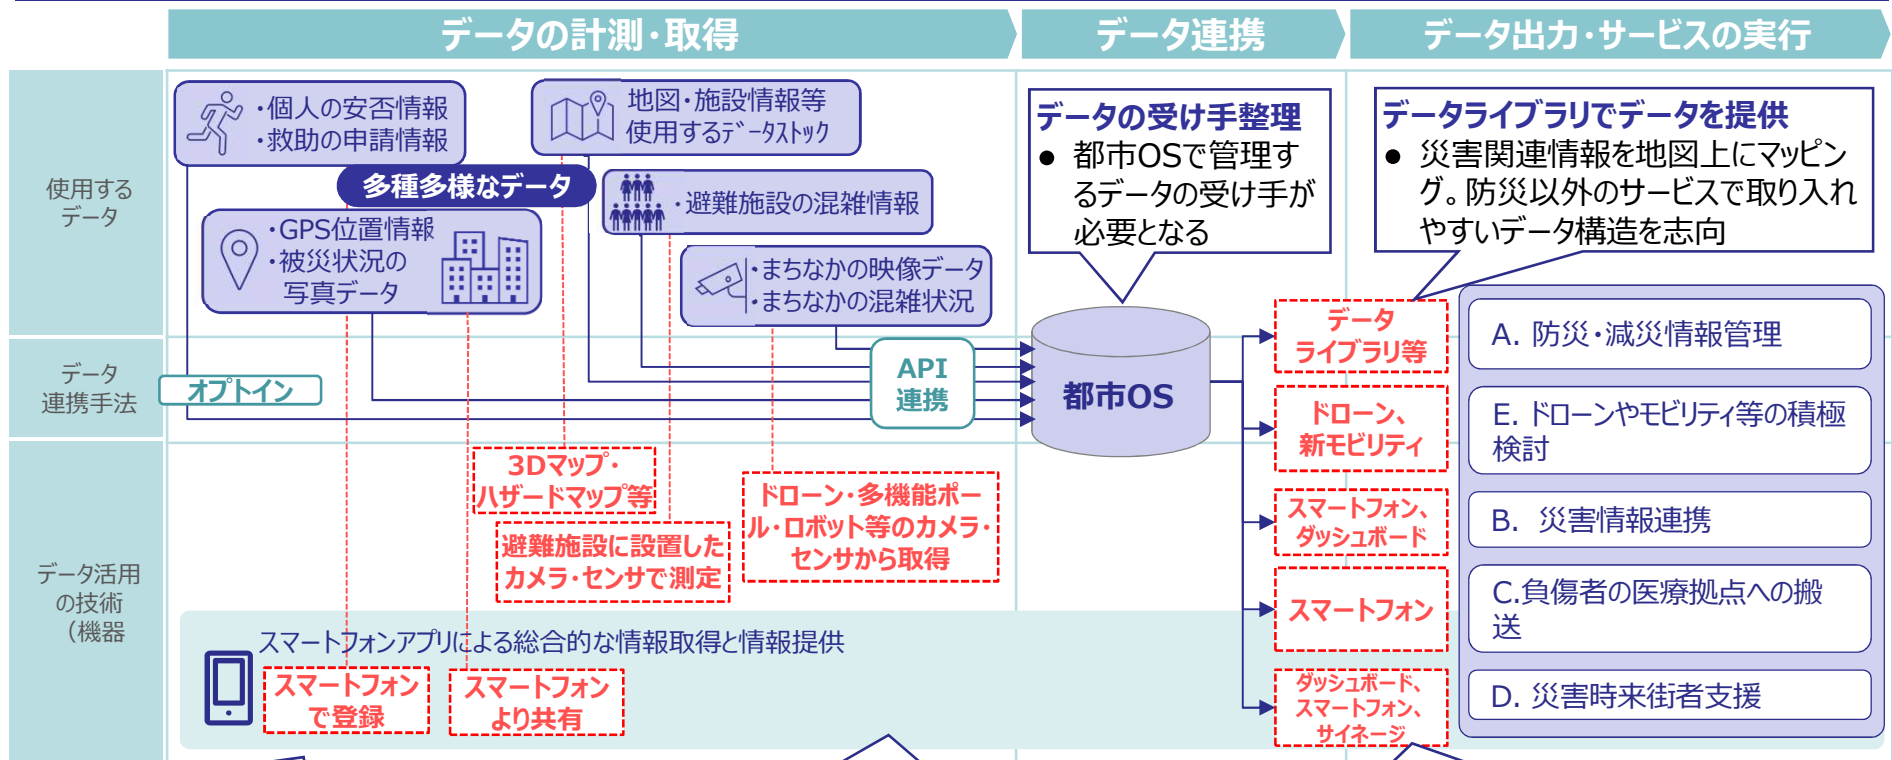 データの計測・取得
データ連携
データ出力・サービスの実行
使用する
データ
・個人の安否情報
・救助の申請情報
地図・施設情報等
使用するﾃﾞｰﾀｽﾄｯｸ
多種多様なデータ
・避難施設の混雑情報
・GPS位置情報
・被災状況の
写真データ
・まちなかの映像データ
・まちなかの混雑状況
データの受け手整理
● 都市OSで管理す
るデータの受け手が
必要となる
データライブラリでデータを提供
● 災害関連情報を地図上にマッピン
グ。防災以外のサービスで取り入れ
やすいデータ構造を志向
データ
連携手法
オプトイン
API
連携
都市OS
データ
ライブラリ等
ドローン、
新モビリティ
スマートフォン、
ダッシュボード
スマートフォン
ダッシュボード、
スマートフォン、
サイネージ
A. 防災・減災情報管理
E. ドローンやモビリティ等の積極
検討
B. 災害情報連携
C.負傷者の医療拠点への搬
送
D. 災害時来街者支援
データ活用
の技術
（機器
3Dマップ・
ハザードマップ等
避難施設に設置した
カメラ・センサで測定
ドローン・多機能ポー
ル・ロボット等のカメラ・
センサから取得
スマートフォンアプリによる総合的な情報取得と情報提供
スマートフォン
で登録
スマートフォン
より共有